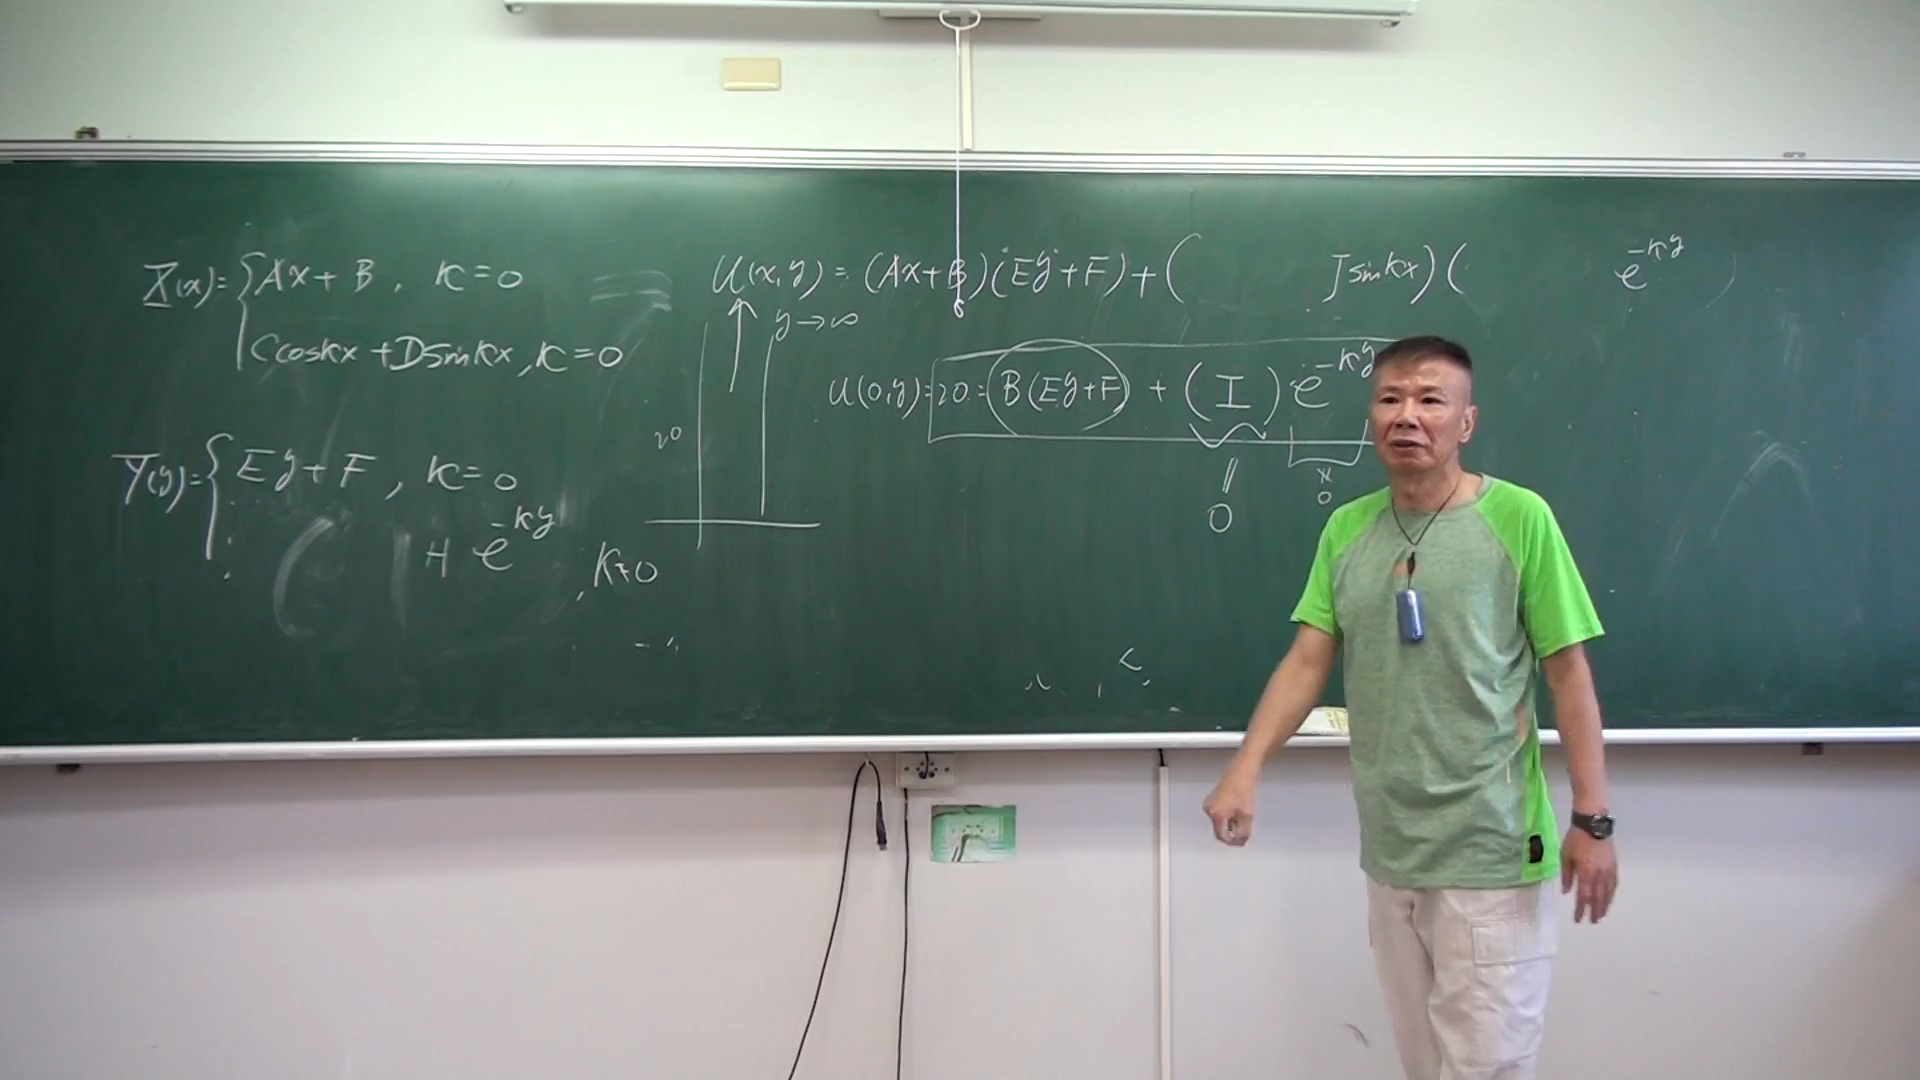 X(x)= { Ax + B , K=0
Ccoskx + Dsinkx , K=0
Y(y)= { Ey + F , K=0
H e^-Ky , K≠0
u(x,y) = (Ax+B)(Ey+F) + ( Jsinkx)( e^-Ky )
y→∞
20
u(0,y)=20=B(Ey+F) + (I)e^-Ky
0
0